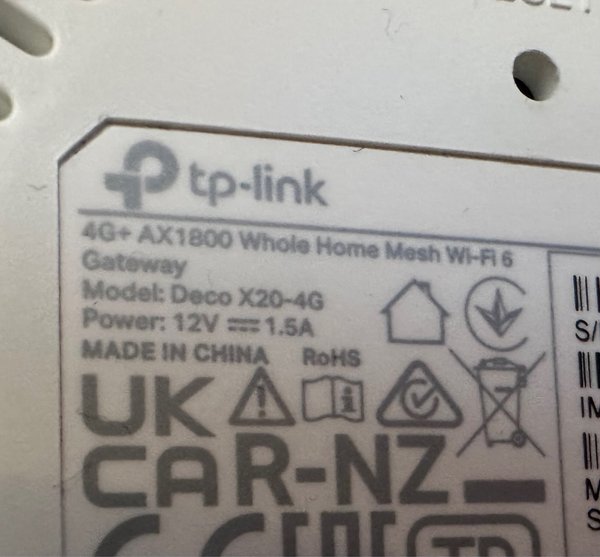 tp-link
4G+ AX1800 Whole Home Mesh Wi-Fi 6
Gateway
Model: Deco X20-4G
Power: 12V ⎓ 1.5A
MADE IN CHINA RoHS
UK
CA R-NZ
S/
IM
M
S